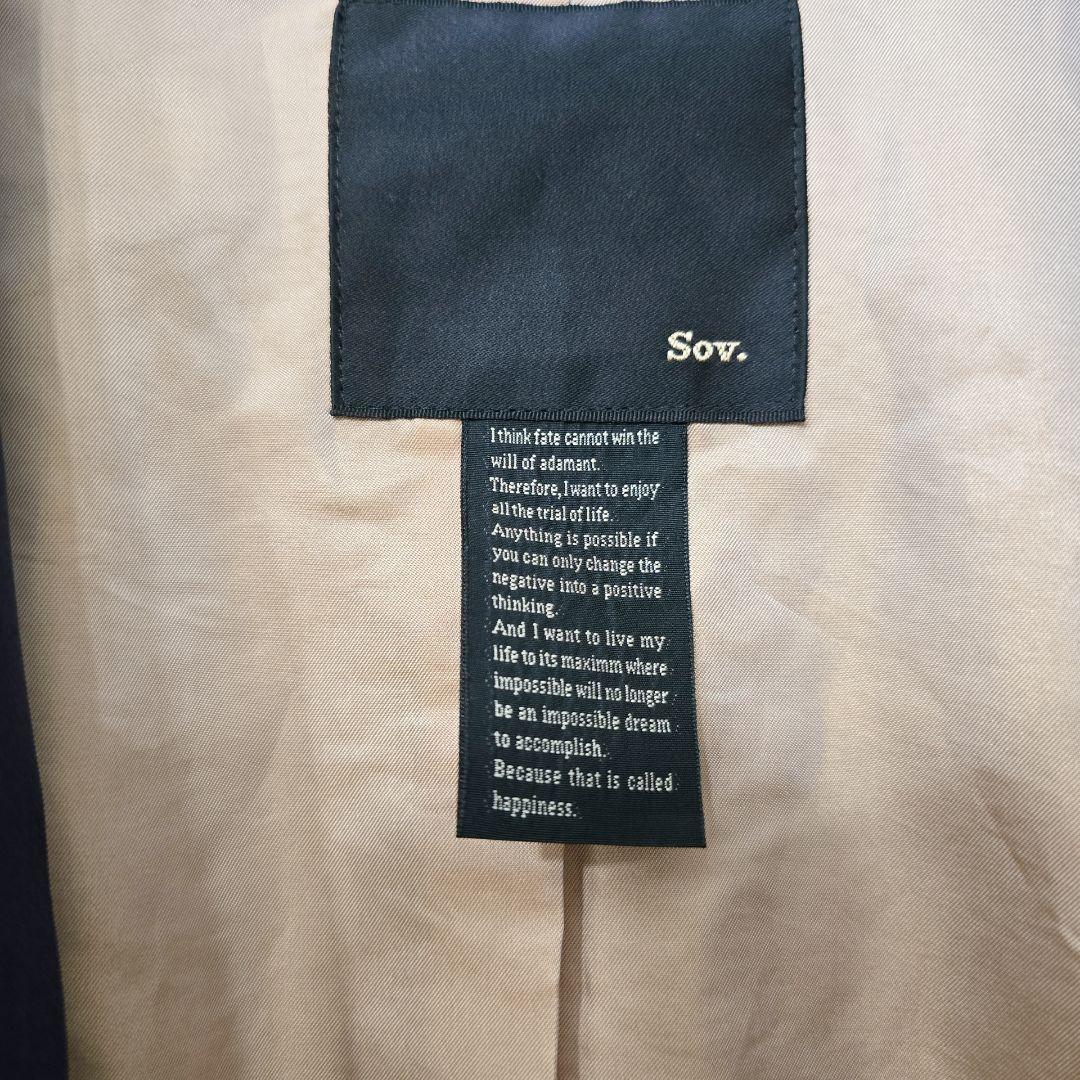 Sov.
I think fate cannot win the
will of adamant.
Therefore, I want to enjoy
all the trial of life.
Anything is possible if
you can only change the
negative into a positive
thinking.
And I want to live my
life to its maximm where
impossible will no longer
be an impossible dream
to accomplish.
Because that is called
happiness.